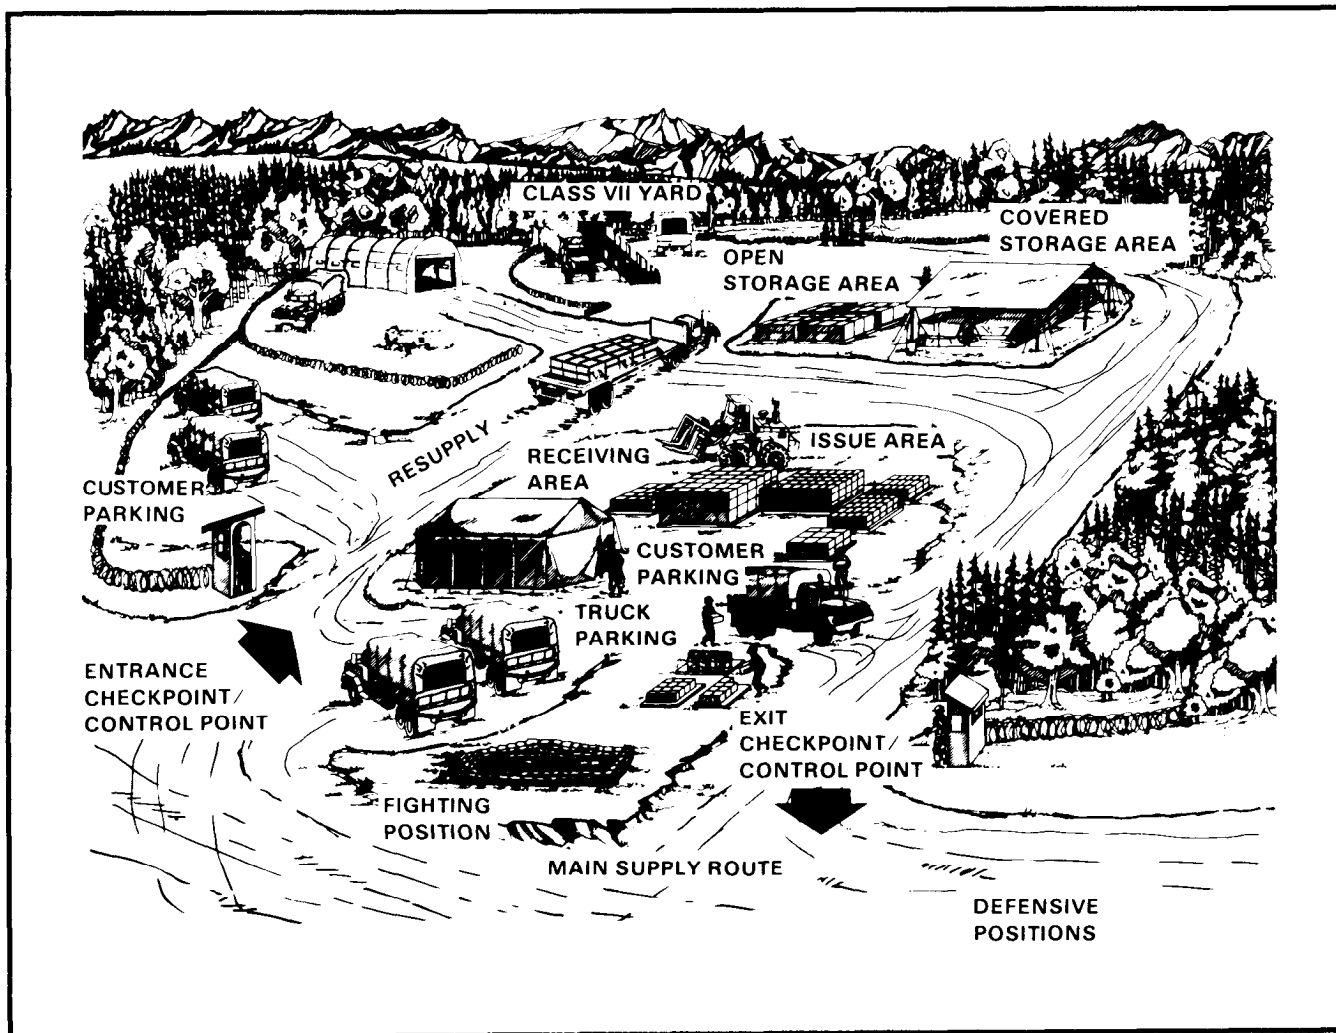 CLASS VII YARD
COVERED
STORAGE AREA
OPEN
STORAGE AREA
RESUPPLY
RECEIVING
AREA
ISSUE AREA
CUSTOMER
PARKING
CUSTOMER
PARKING
TRUCK
PARKING
ENTRANCE
CHECKPOINT/
CONTROL POINT
EXIT
CHECKPOINT/
CONTROL POINT
FIGHTING
POSITION
MAIN SUPPLY ROUTE
DEFENSIVE
POSITIONS